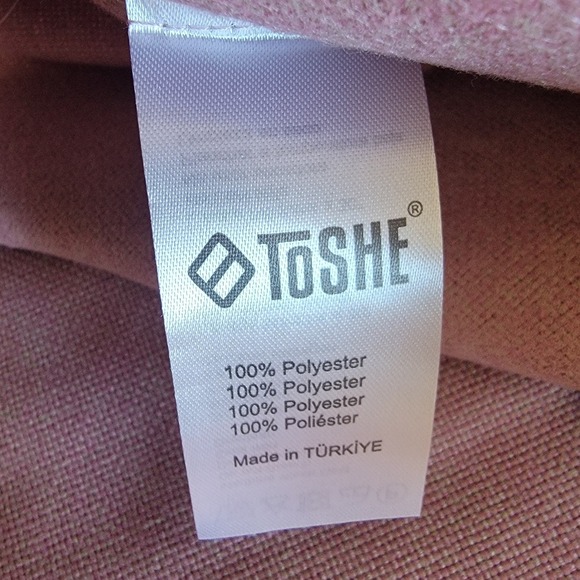 TOSHE®
100% Polyester
100% Polyester
100% Polyester
100% Poliéster
Made in TÜRKİYE